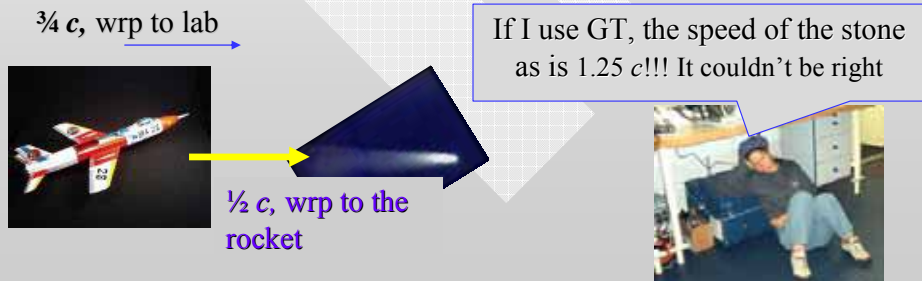 ¾ c, wrp to lab
If I use GT, the speed of the stone
as is 1.25 c!!! It couldn't be right
½ c, wrp to the
rocket
28